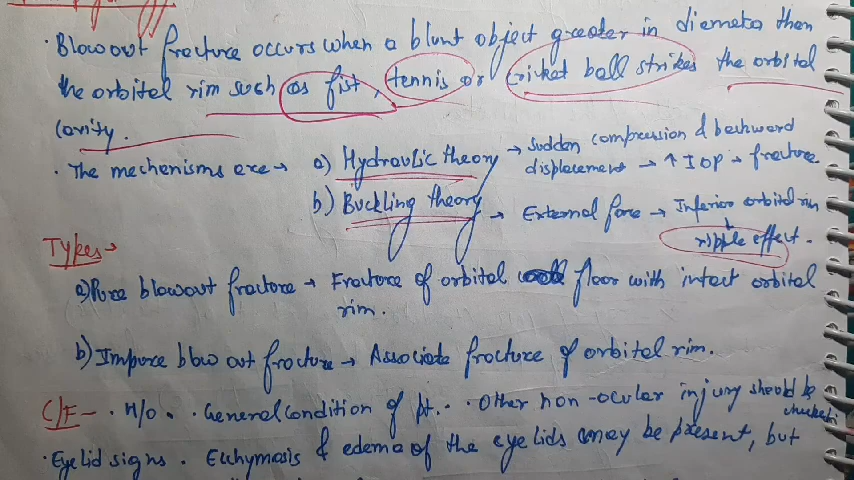 · Blowout fracture occurs when a blunt object greater in diameter than
the orbital rim such as fist, tennis or cricket ball strikes the orbital
cavity.
· The mechanisms are → a) Hydraulic theory → sudden compression & backward
displacement → ↑ IOP → fracture
b) Buckling theory → External force → Inferior orbital rim
↓
ripple effect.
Types →
a) Pure blowout fracture → Fracture of orbital floor with intact orbital
rim.
b) Impure blow out fracture → Associate fracture of orbital rim.
C/F - · H/O · · General condition of pt. · Other non-ocular injury should be
checked.
· Eyelid signs · Ecchymosis & edema of the eyelids may be present, but